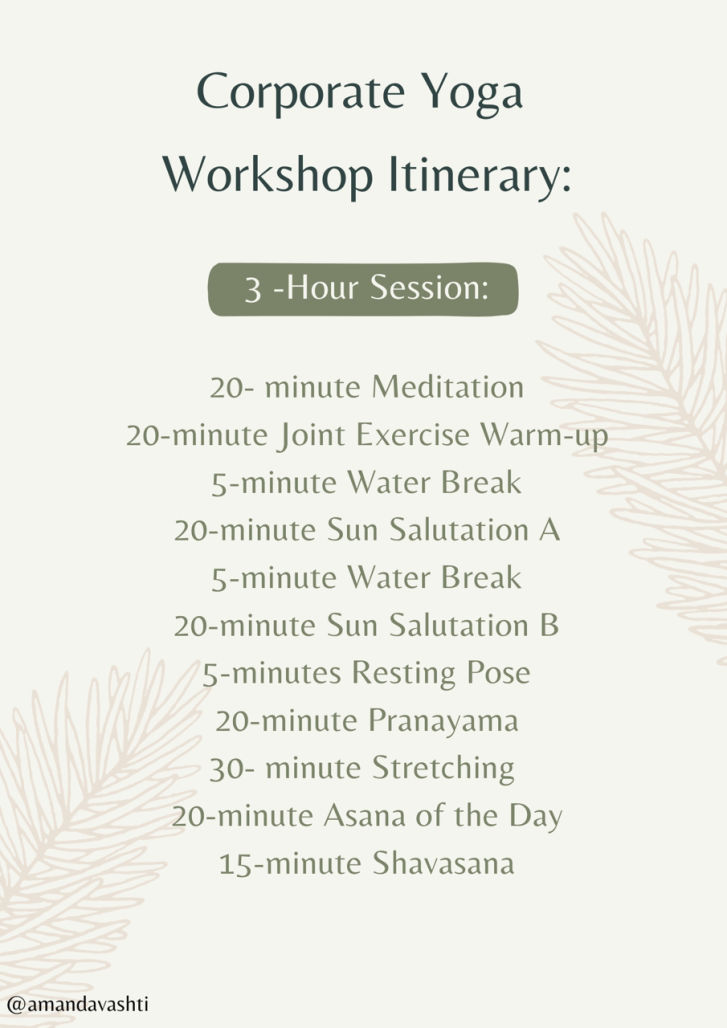 Corporate Yoga
Workshop Itinerary:
3 -Hour Session:
20- minute Meditation
20-minute Joint Exercise Warm-up
5-minute Water Break
20-minute Sun Salutation A
5-minute Water Break
20-minute Sun Salutation B
5-minutes Resting Pose
20-minute Pranayama
30- minute Stretching
20-minute Asana of the Day
15-minute Shavasana
@amandavashti